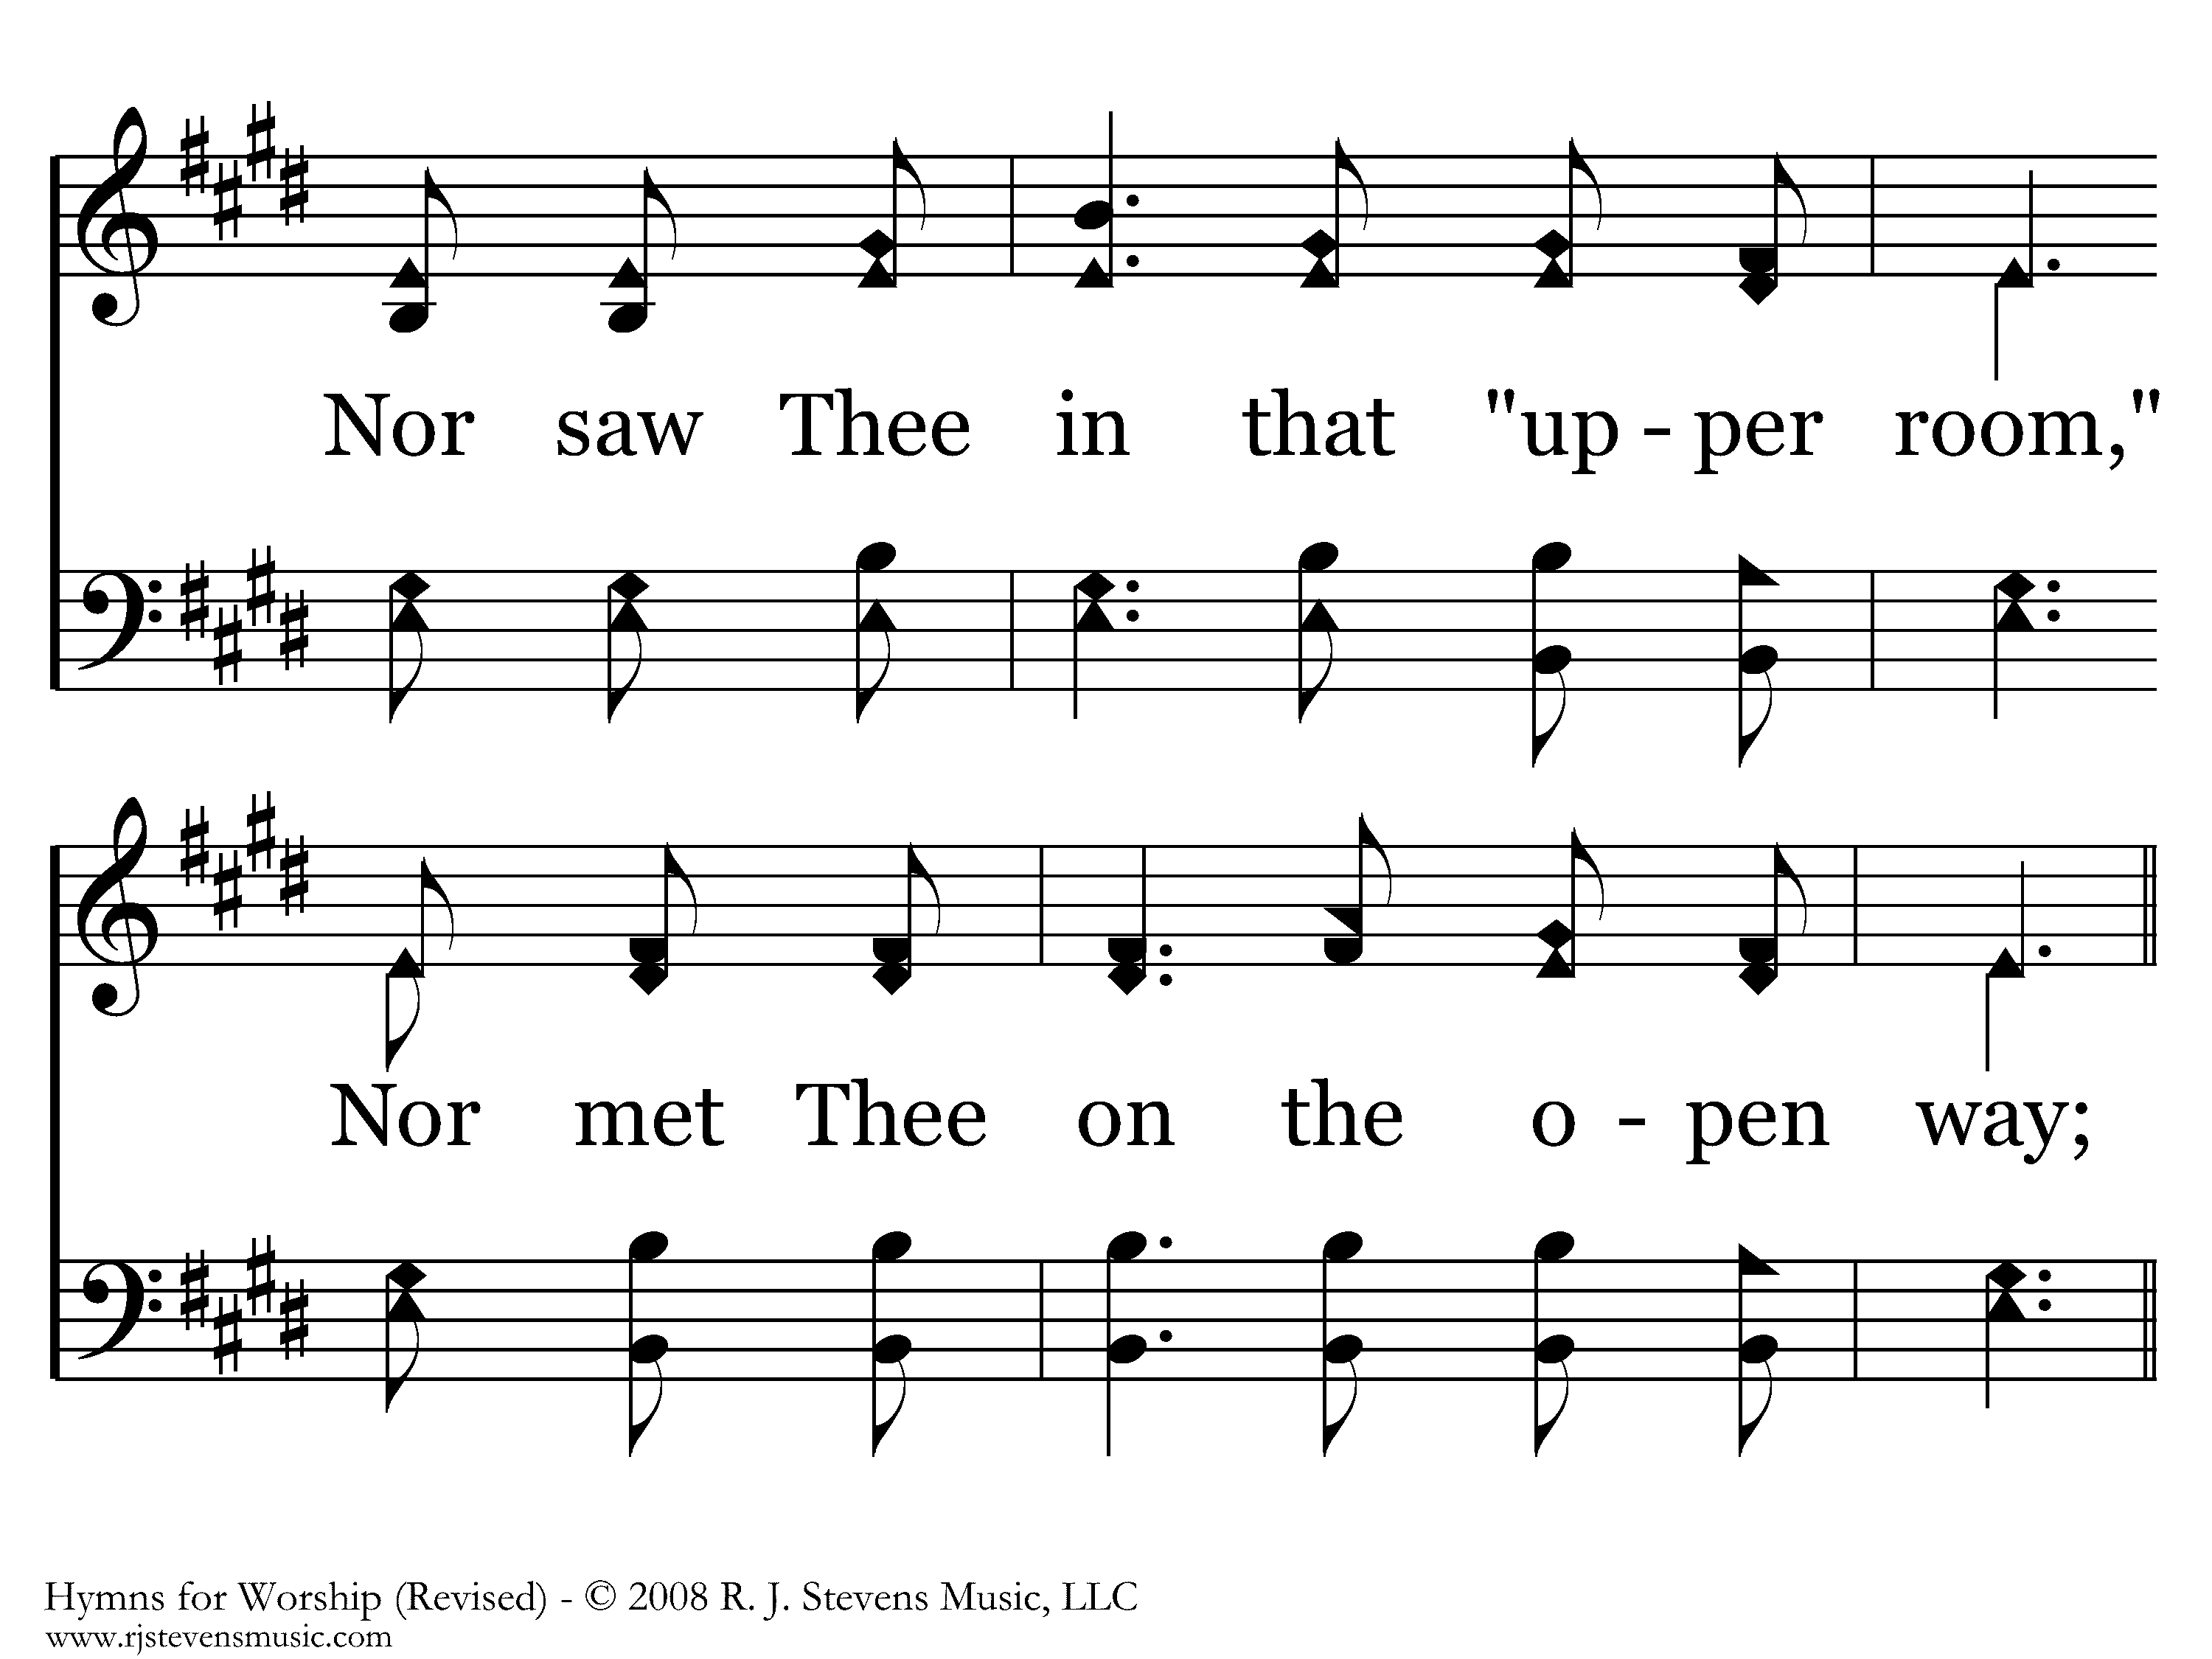 Nor saw Thee in that "up - per room,"
Nor met Thee on the o - pen way;
Hymns for Worship (Revised) - © 2008 R. J. Stevens Music, LLC
www.rjstevensmusic.com